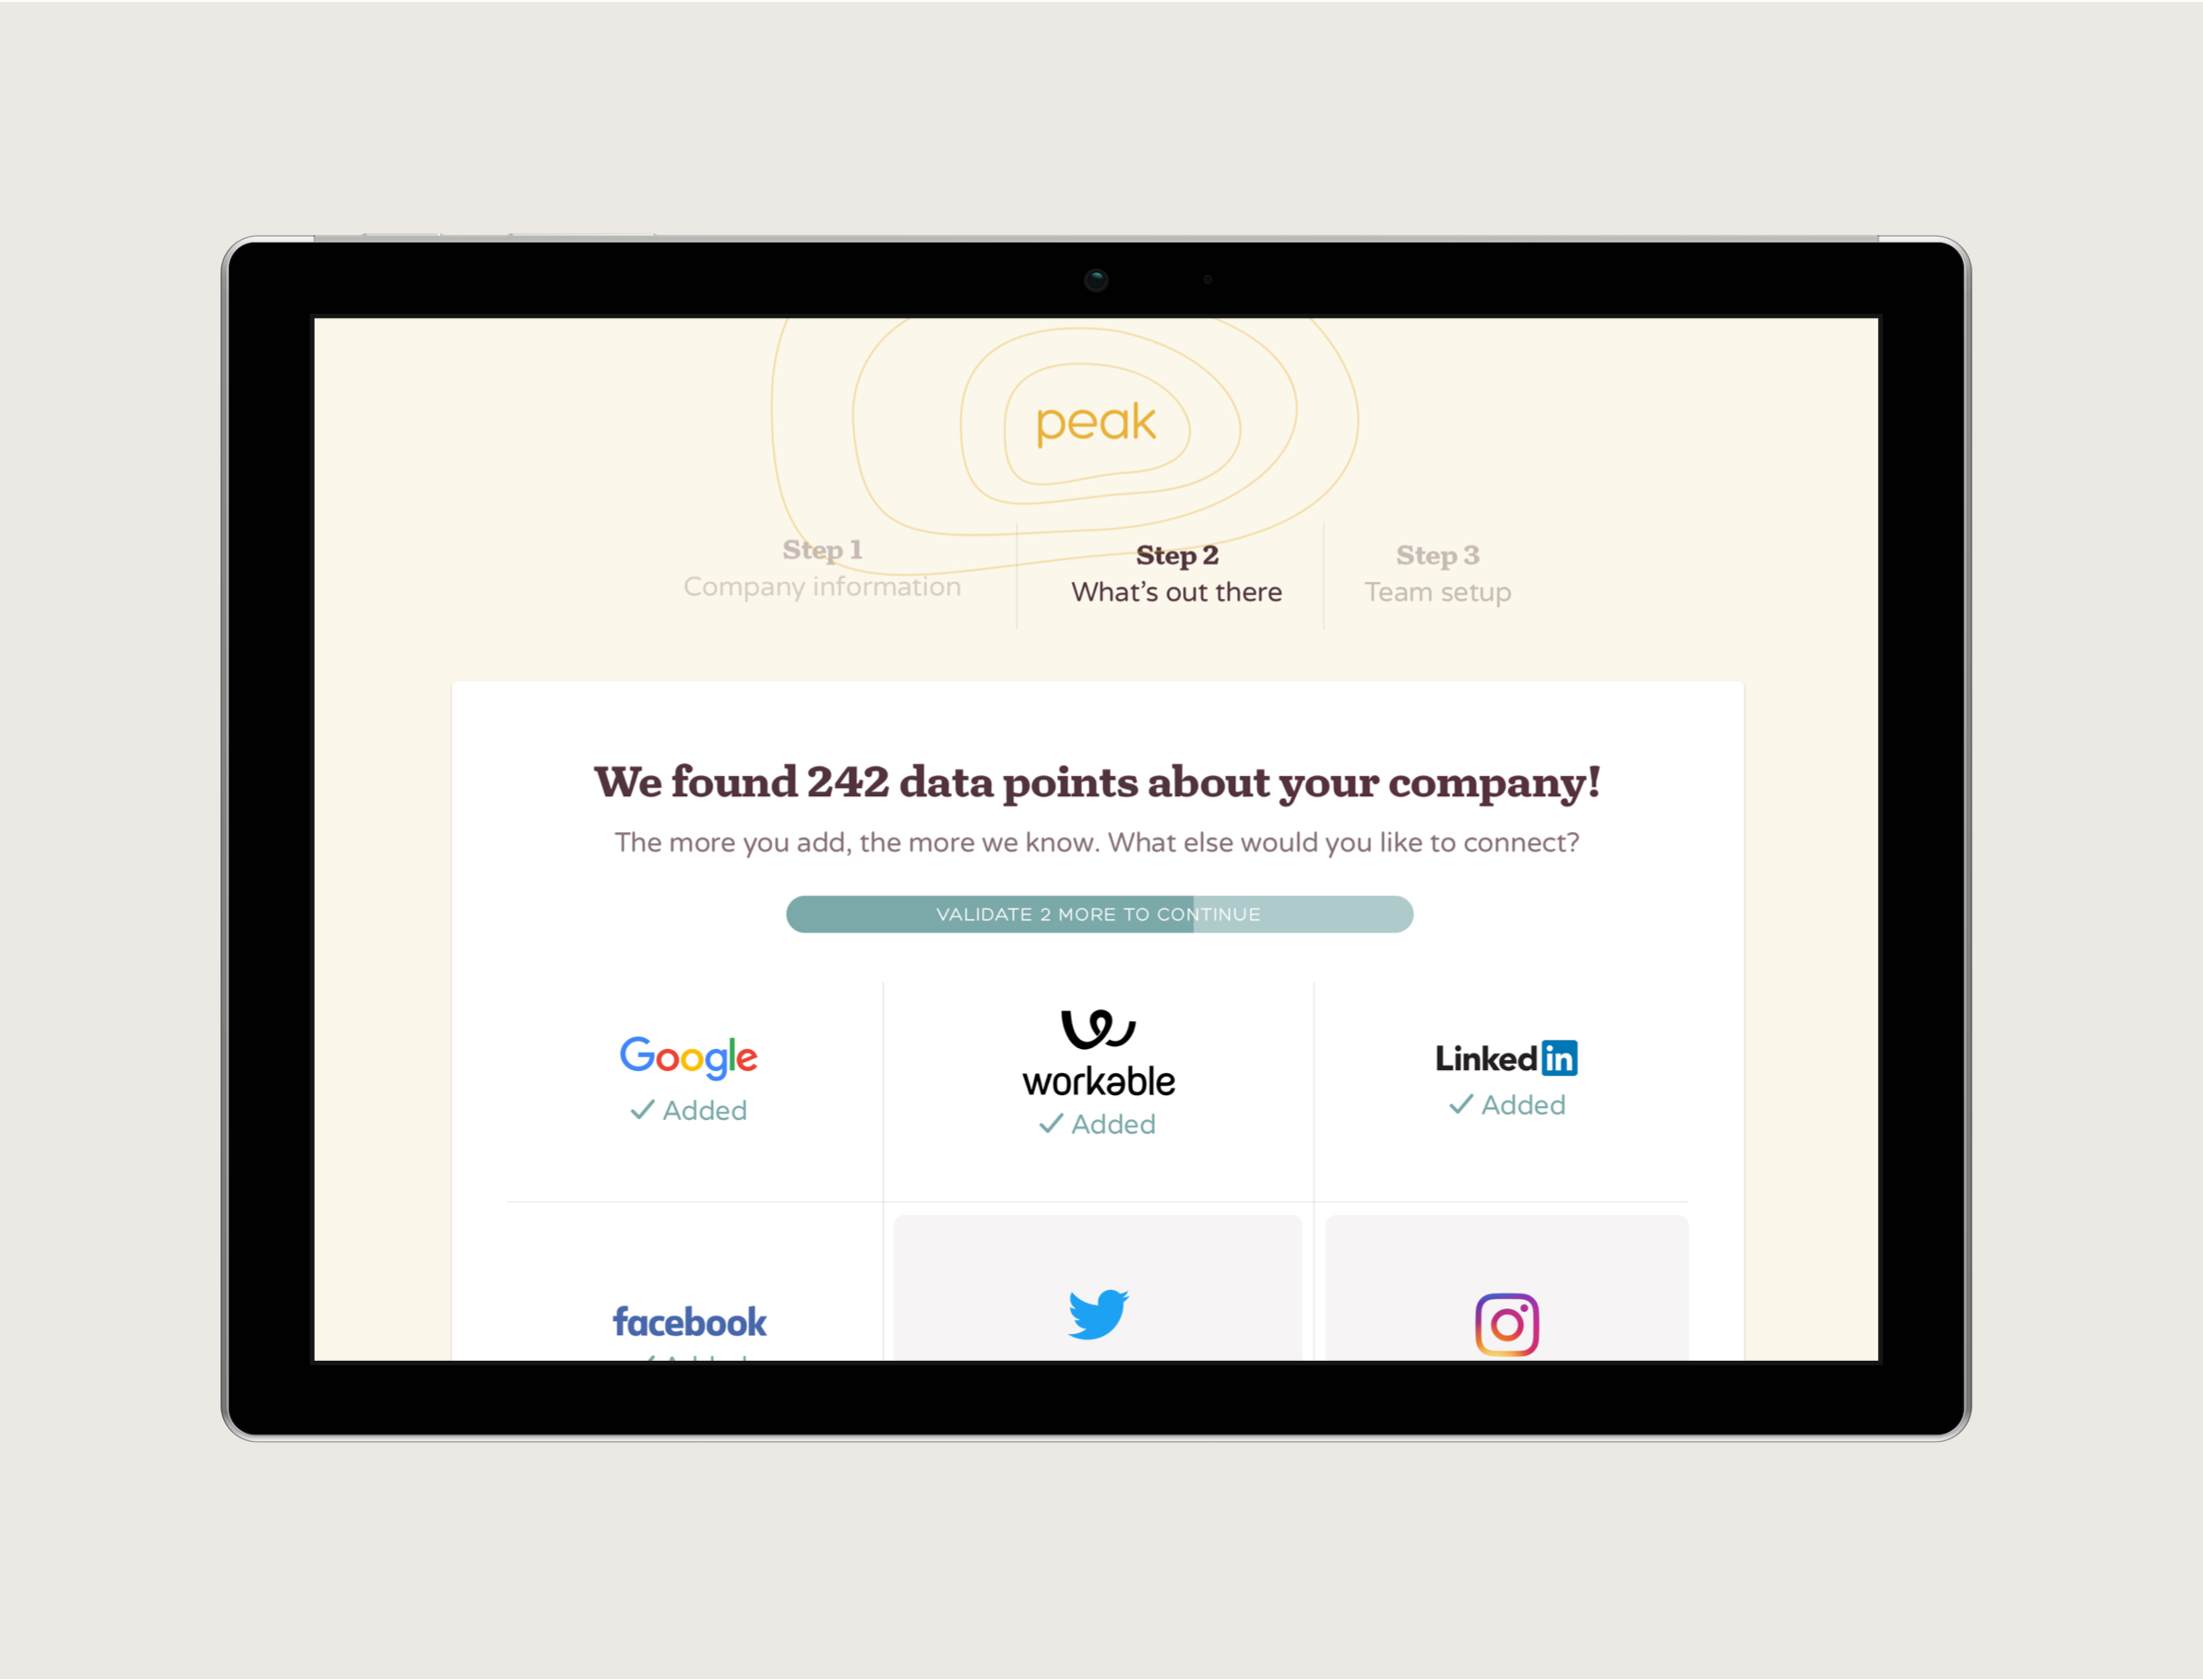 peak
Step 1
Company information
Step 2
What's out there
Step 3
Team setup
We found 242 data points about your company!
The more you add, the more we know. What else would you like to connect?
VALIDATE 2 MORE TO CONTINUE
Google
Added
workable
Added
Linked in
Added
facebook